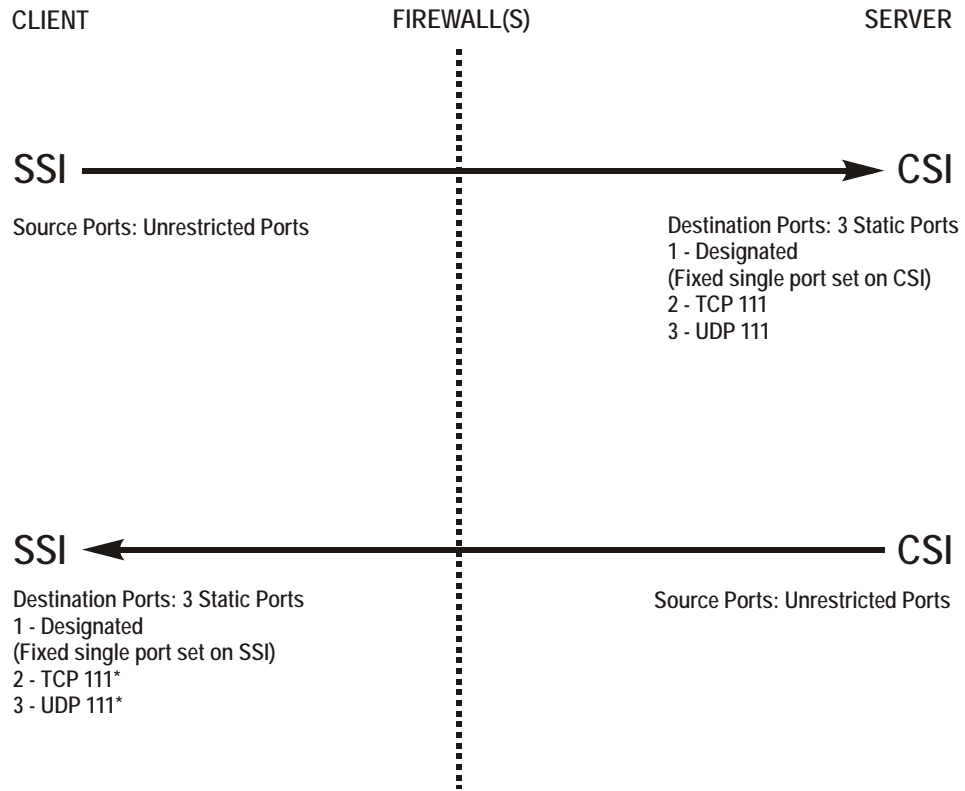 CLIENT FIREWALL(S) SERVER
SSI CSI
Source Ports: Unrestricted Ports
Destination Ports: 3 Static Ports
1 - Designated
(Fixed single port set on CSI)
2 - TCP 111
3 - UDP 111
SSI CSI
Destination Ports: 3 Static Ports
1 - Designated
(Fixed single port set on SSI)
2 - TCP 111*
3 - UDP 111*
Source Ports: Unrestricted Ports